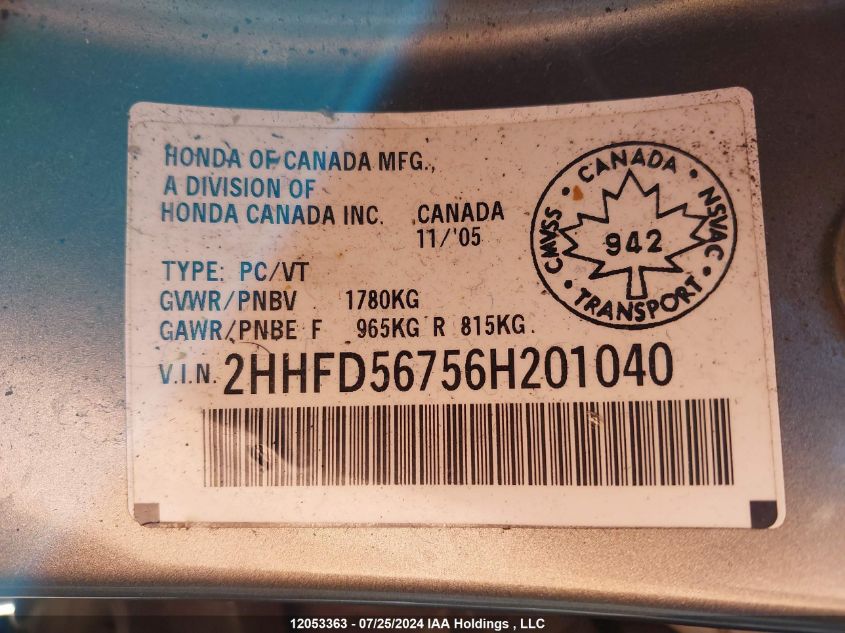 HONDA OF CANADA MFG.,
A DIVISION OF
HONDA CANADA INC. CANADA
11/'05
TYPE: PC/VT
GVWR/PNBV 1780KG
GAWR/PNBE F 965KG R 815KG.
V.I.N. 2HHFD56756H201040
CANADA
CMVSS
NSVAC
942
TRANSPORT
12053363 - 07/25/2024 IAA Holdings , LLC